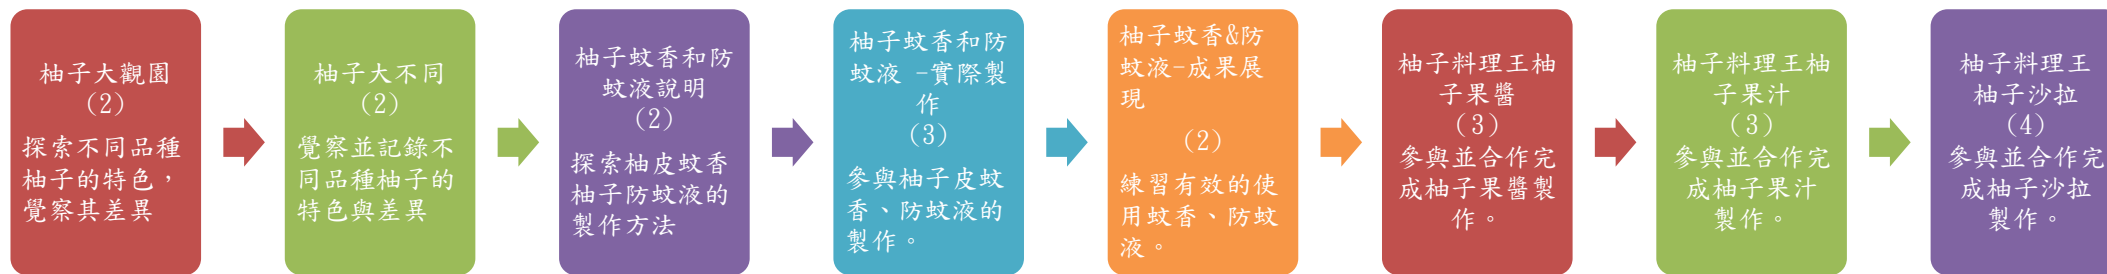 柚子大觀園
(2)
探索不同品種
柚子的特色，
覺察其差異
柚子大不同
(2)
覺察並記錄不
同品種柚子的
特色與差異
柚子蚊香和防
蚊液說明
(2)
探索柚皮蚊香
柚子防蚊液的
製作方法
柚子蚊香和防
蚊液 -實際製
作
(3)
參與柚子皮蚊
香、防蚊液的
製作。
柚子蚊香&防
蚊液-成果展
現
(2)
練習有效的使
用蚊香、防蚊
液。
柚子料理王柚
子果醬
(3)
參與並合作完
成柚子果醬製
作。
柚子料理王柚
子果汁
(3)
參與並合作完
成柚子果汁
製作。
柚子料理王
柚子沙拉
(4)
參與並合作完
成柚子沙拉
製作。